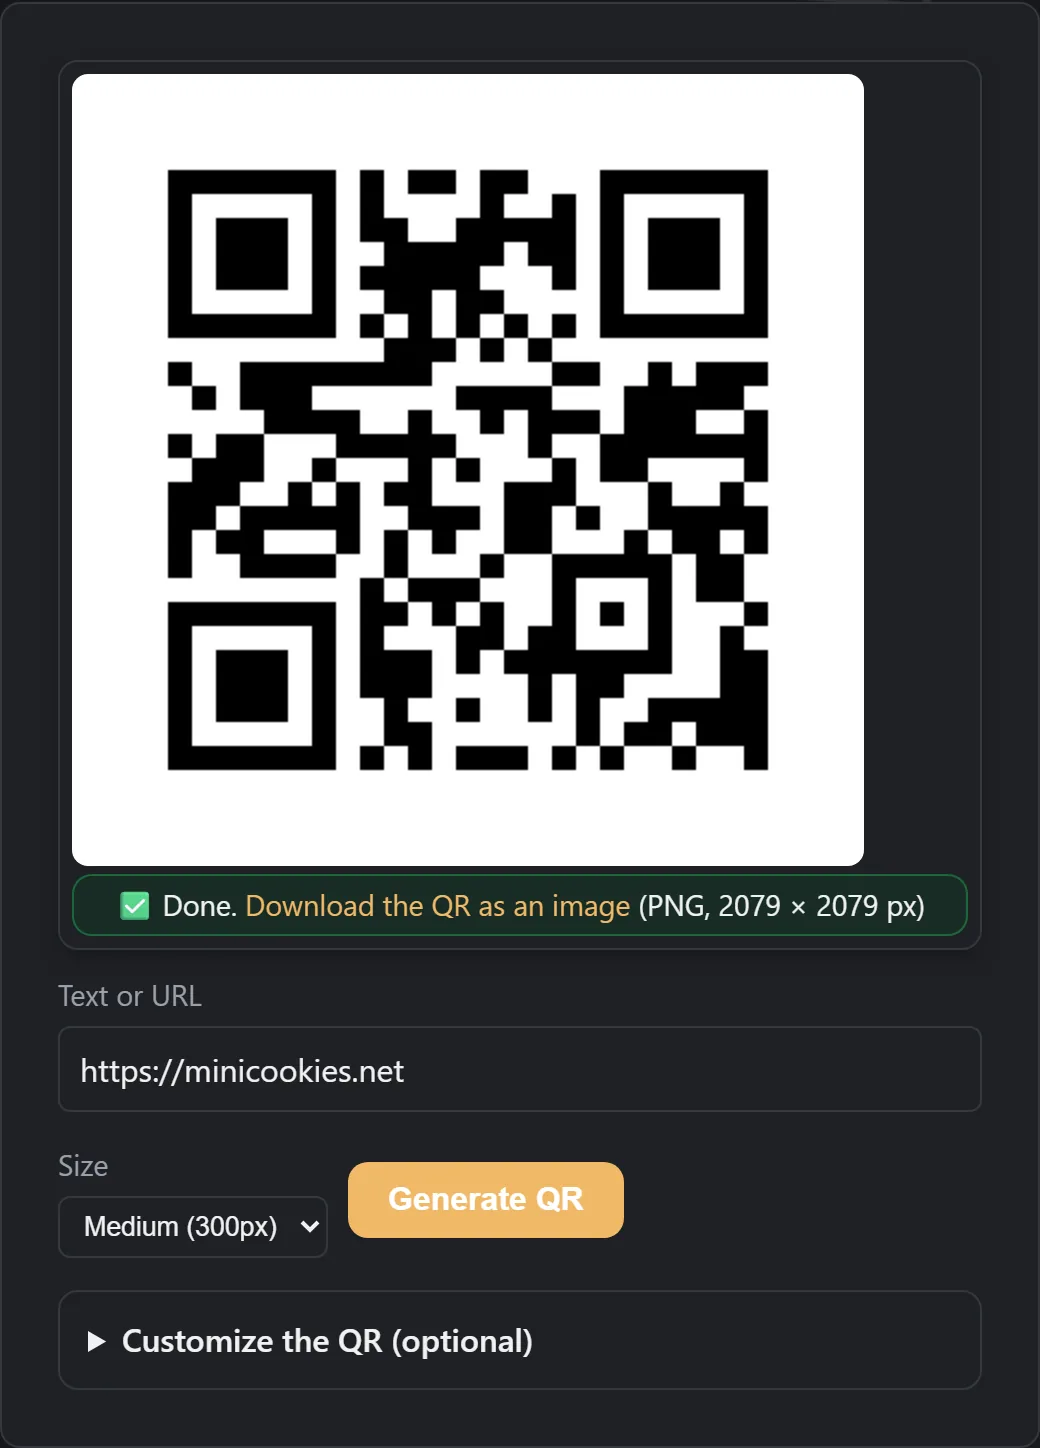 ✅ Done. Download the QR as an image (PNG, 2079 × 2079 px)
Text or URL
https://minicookies.net
Size
Medium (300px)
Generate QR
Customize the QR (optional)